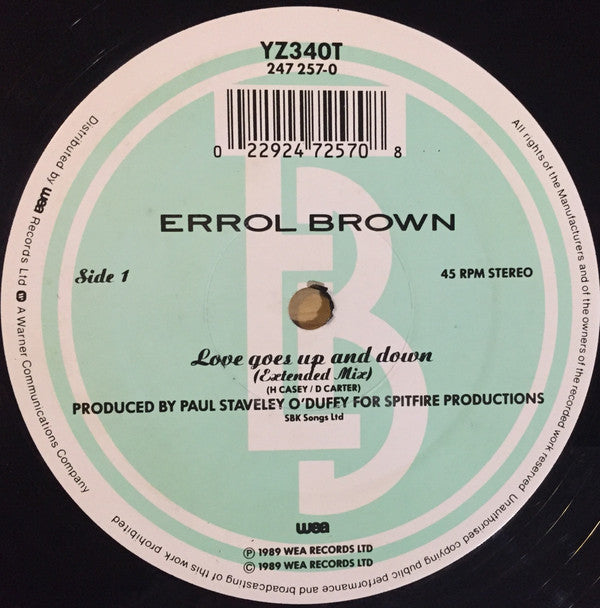 YZ340T
247 257-0
0 22924 72570 8
ERROL BROWN
Side 1
45 RPM STEREO
Love goes up and down
(Extended Mix)
(H CASEY / D CARTER)
PRODUCED BY PAUL STAVELEY O'DUFFY FOR SPITFIRE PRODUCTIONS
SBK Songs Ltd
wea
Ⓟ 1989 WEA RECORDS LTD
© 1989 WEA RECORDS LTD
Distributed by wea Records Ltd A Warner Communications Company
All rights of the Manufacturers and of the owners of the recorded work reserved Unauthorised copying public performance and broadcasting of this work prohibited
EB